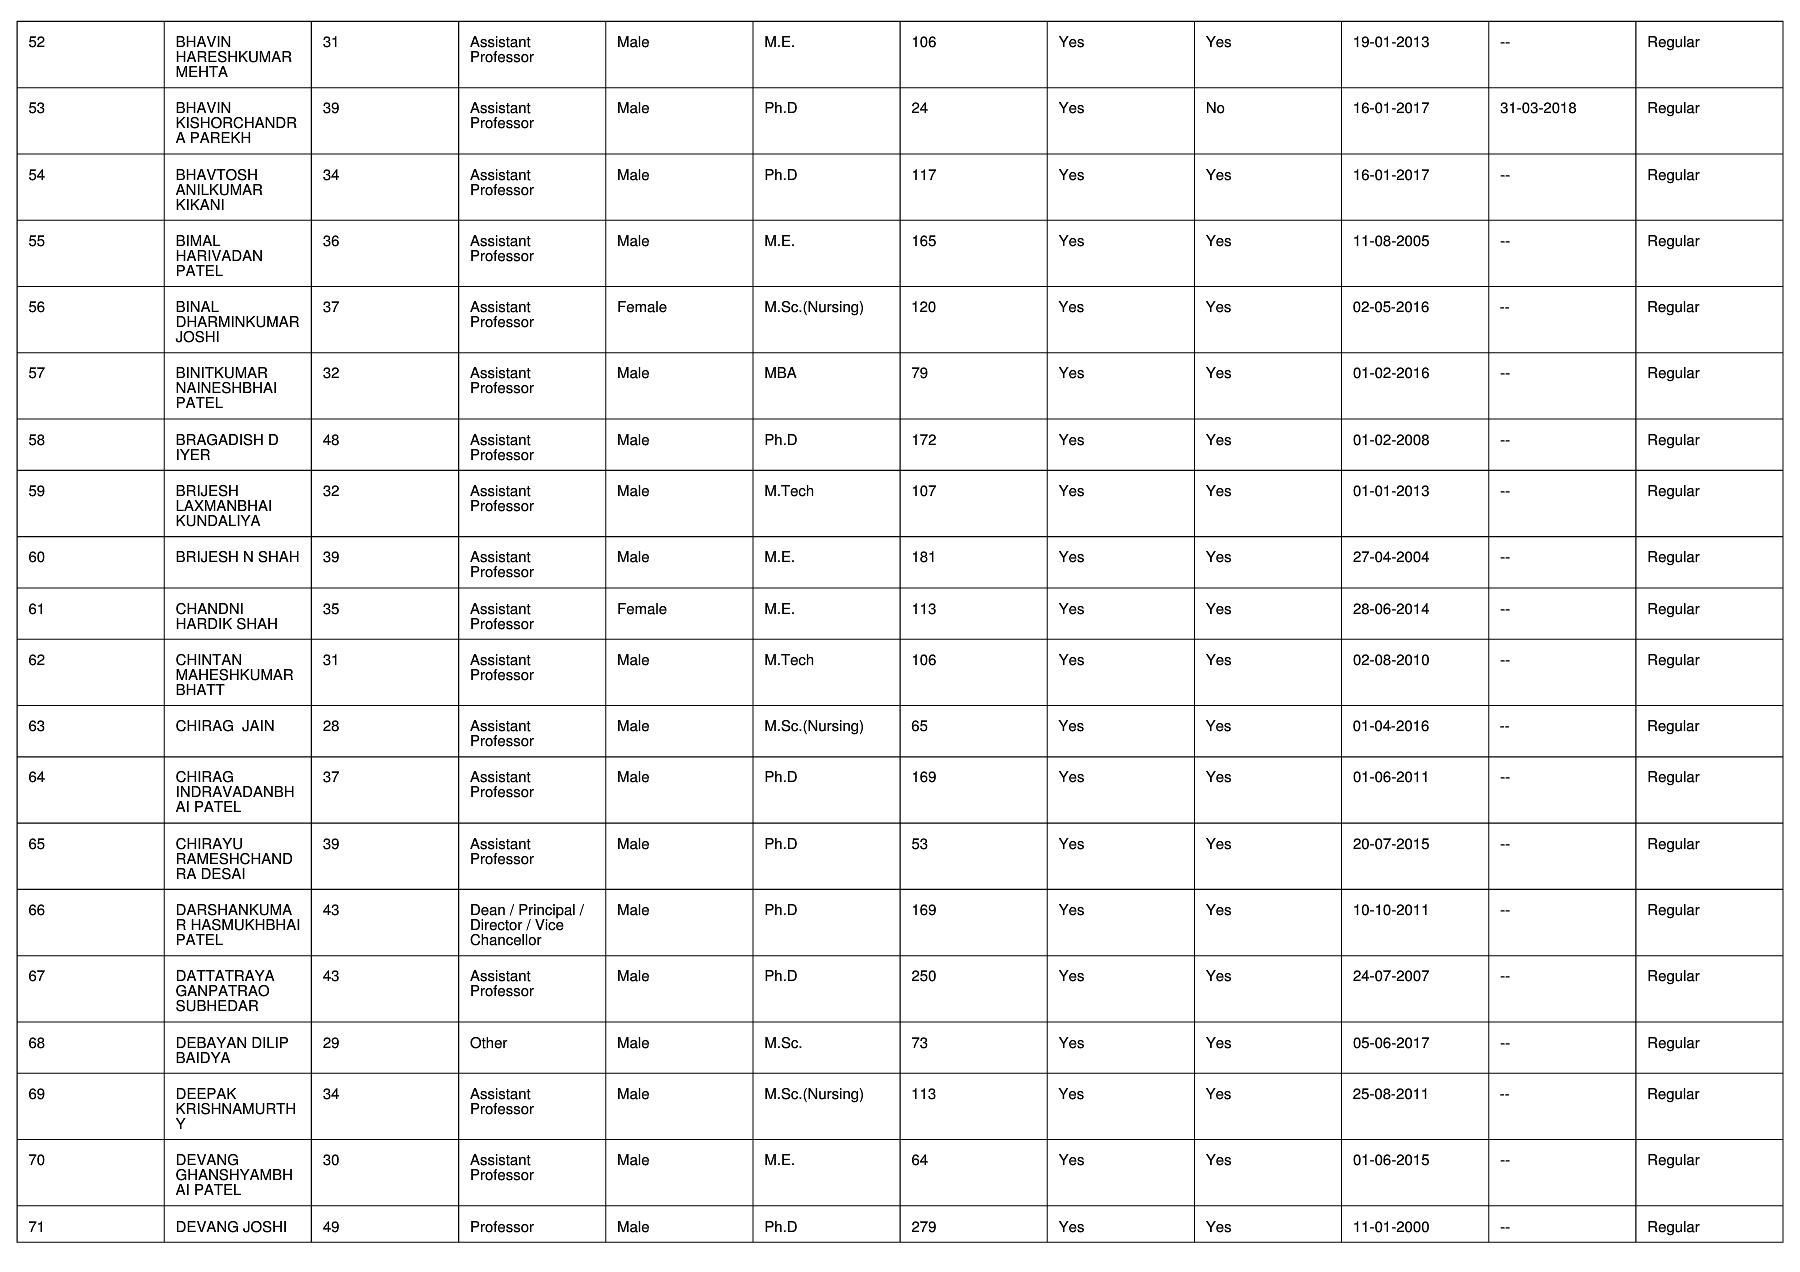 52 BHAVIN 31 Assistant Male M.E. 106 Yes Yes 19-01-2013 -- Regular
HARESHKUMAR Professor
MEHTA
53 BHAVIN 39 Assistant Male Ph.D 24 Yes No 16-01-2017 31-03-2018 Regular
KISHORCHANDR Professor
A PAREKH
54 BHAVTOSH 34 Assistant Male Ph.D 117 Yes Yes 16-01-2017 -- Regular
ANILKUMAR Professor
KIKANI
55 BIMAL 36 Assistant Male M.E. 165 Yes Yes 11-08-2005 -- Regular
HARIVADAN Professor
PATEL
56 BINAL 37 Assistant Female M.Sc.(Nursing) 120 Yes Yes 02-05-2016 -- Regular
DHARMINKUMAR Professor
JOSHI
57 BINITKUMAR 32 Assistant Male MBA 79 Yes Yes 01-02-2016 -- Regular
NAINESHBHAI Professor
PATEL
58 BRAGADISH D 48 Assistant Male Ph.D 172 Yes Yes 01-02-2008 -- Regular
IYER Professor
59 BRIJESH 32 Assistant Male M.Tech 107 Yes Yes 01-01-2013 -- Regular
LAXMANBHAI Professor
KUNDALIYA
60 BRIJESH N SHAH 39 Assistant Male M.E. 181 Yes Yes 27-04-2004 -- Regular
Professor
61 CHANDNI 35 Assistant Female M.E. 113 Yes Yes 28-06-2014 -- Regular
HARDIK SHAH Professor
62 CHINTAN 31 Assistant Male M.Tech 106 Yes Yes 02-08-2010 -- Regular
MAHESHKUMAR Professor
BHATT
63 CHIRAG  JAIN 28 Assistant Male M.Sc.(Nursing) 65 Yes Yes 01-04-2016 -- Regular
Professor
64 CHIRAG 37 Assistant Male Ph.D 169 Yes Yes 01-06-2011 -- Regular
INDRAVADANBH Professor
AI PATEL
65 CHIRAYU 39 Assistant Male Ph.D 53 Yes Yes 20-07-2015 -- Regular
RAMESHCHAND Professor
RA DESAI
66 DARSHANKUMA 43 Dean / Principal / Male Ph.D 169 Yes Yes 10-10-2011 -- Regular
R HASMUKHBHAI Director / Vice
PATEL Chancellor
67 DATTATRAYA 43 Assistant Male Ph.D 250 Yes Yes 24-07-2007 -- Regular
GANPATRAO Professor
SUBHEDAR
68 DEBAYAN DILIP 29 Other Male M.Sc. 73 Yes Yes 05-06-2017 -- Regular
BAIDYA
69 DEEPAK 34 Assistant Male M.Sc.(Nursing) 113 Yes Yes 25-08-2011 -- Regular
KRISHNAMURTH Professor
Y
70 DEVANG 30 Assistant Male M.E. 64 Yes Yes 01-06-2015 -- Regular
GHANSHYAMBH Professor
AI PATEL
71 DEVANG JOSHI 49 Professor Male Ph.D 279 Yes Yes 11-01-2000 -- Regular